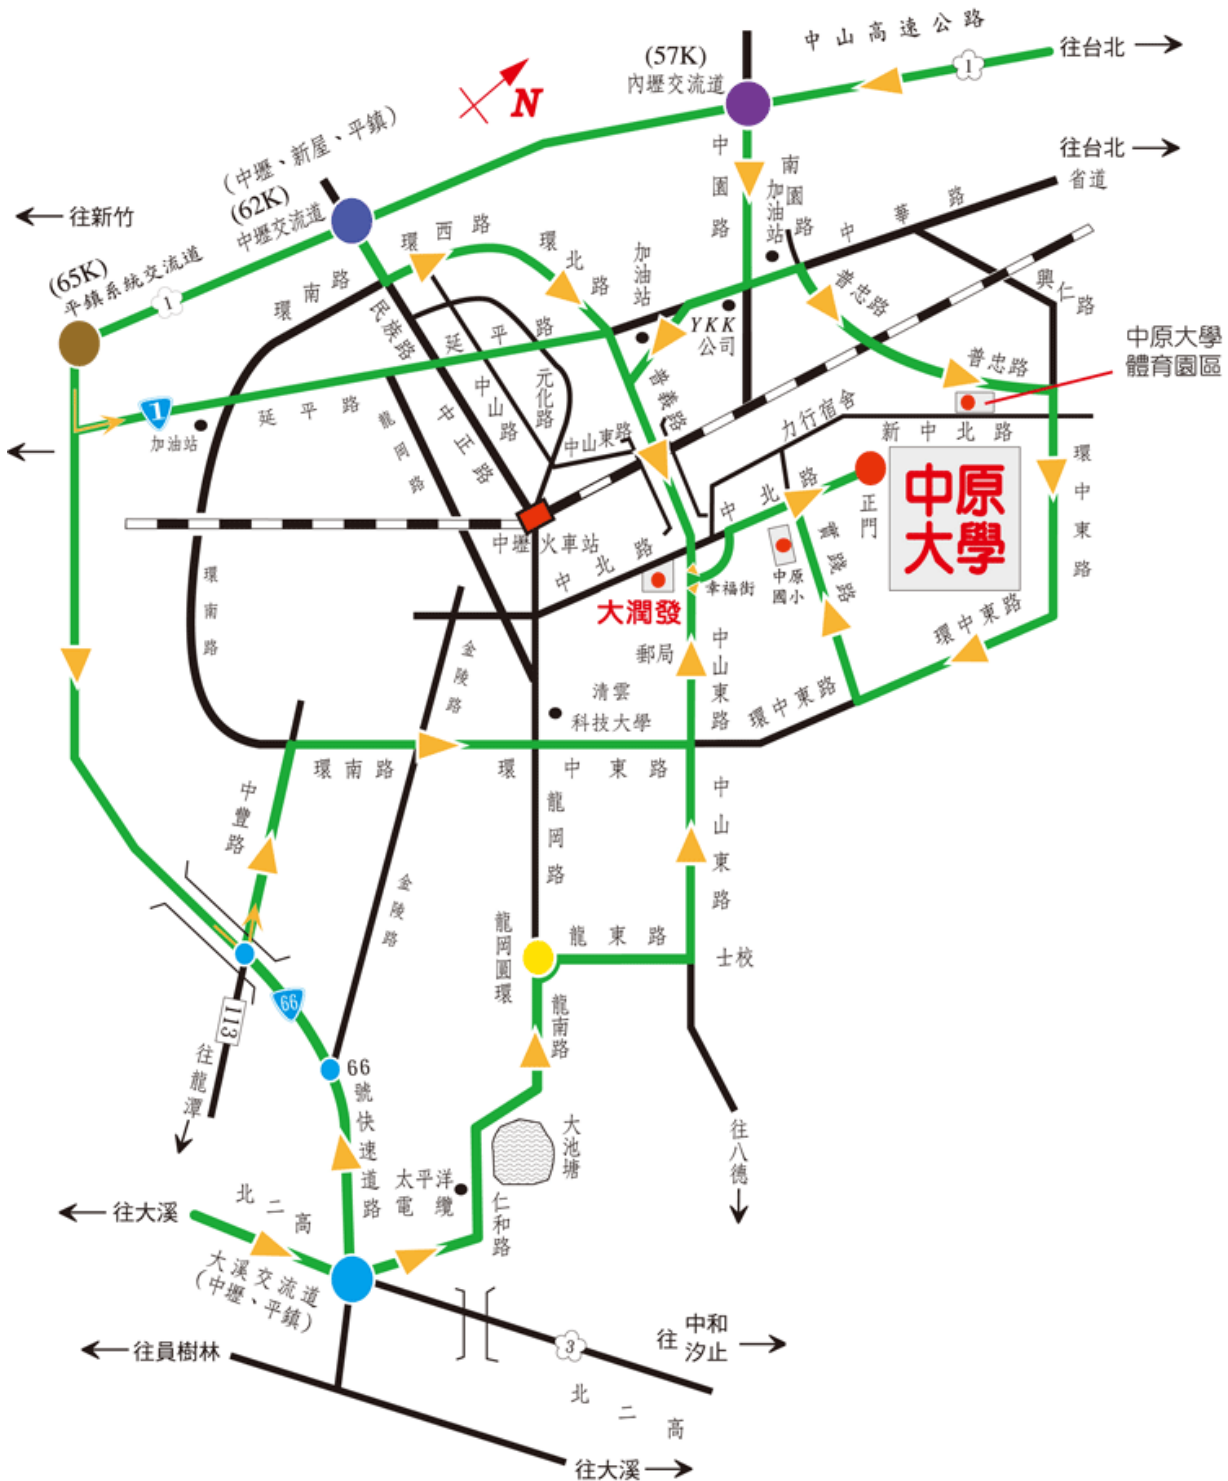 中山高速公路
1
往台北
(57K)
內壢交流道
N
往台北
省道
(中壢、新屋、平鎮)
(62K)
中壢交流道
往新竹
(65K)
平鎮系統交流道
1
中園路
南園路
加油站
中華路
環西路
環北路
加油站
環南路
民族路
延平路
YKK
公司
普忠路
興仁路
中原大學
體育園區
普忠路
1
加油站
延平路
龍岡路
中正路
中山路
元化路
中山東路
普義路
力行宿舍
新中北路
環中東路
中原
大學
正門
中北路
中壢火車站
中北路
實踐路
中原
國小
幸福街
大潤發
環南路
金陵路
郵局
中山東路
環中東路
環中東路
清雲
科技大學
環南路
環中東路
中豐路
龍岡路
中山東路
金陵路
龍岡圓環
龍東路
士校
龍南路
66
113
往龍潭
66
號快速道路
大池塘
往八德
太平洋
電纜
仁和路
北二高
往大溪
大溪交流道
(中壢、平鎮)
往員樹林
3
往
中和
汐止
北二高
往大溪